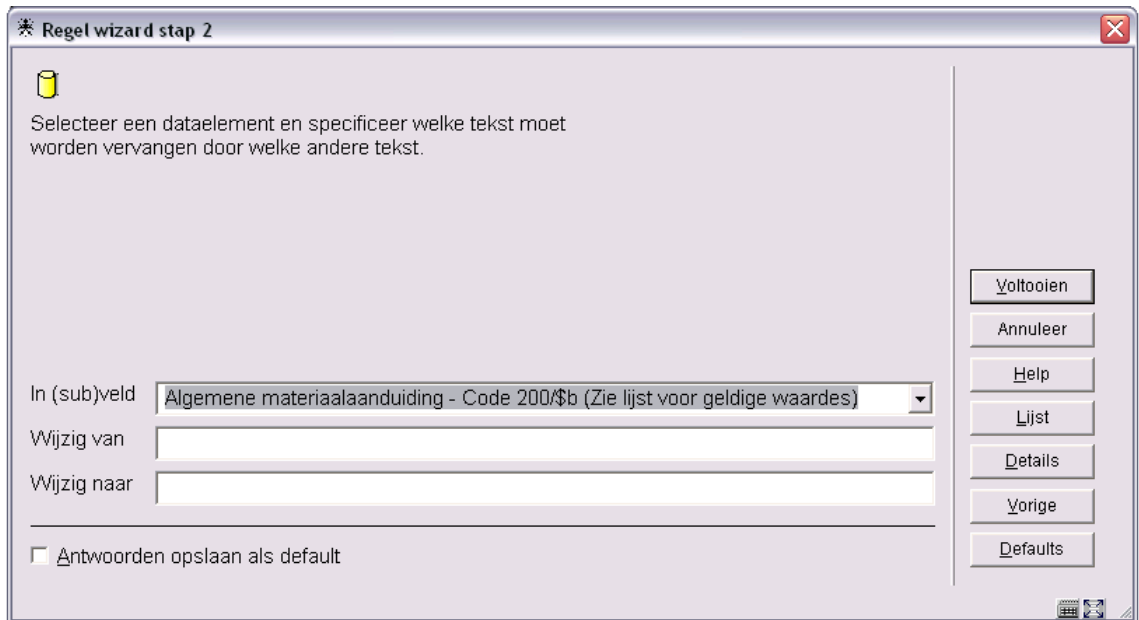 Regel wizard stap 2
Selecteer een dataelement en specificeer welke tekst moet
worden vervangen door welke andere tekst.
Voltooien
Annuleer
Help
Lijst
Details
Vorige
Defaults
In (sub)veld
Algemene materiaalaanduiding - Code 200/$b (Zie lijst voor geldige waardes)
Wijzig van
Wijzig naar
Antwoorden opslaan als default